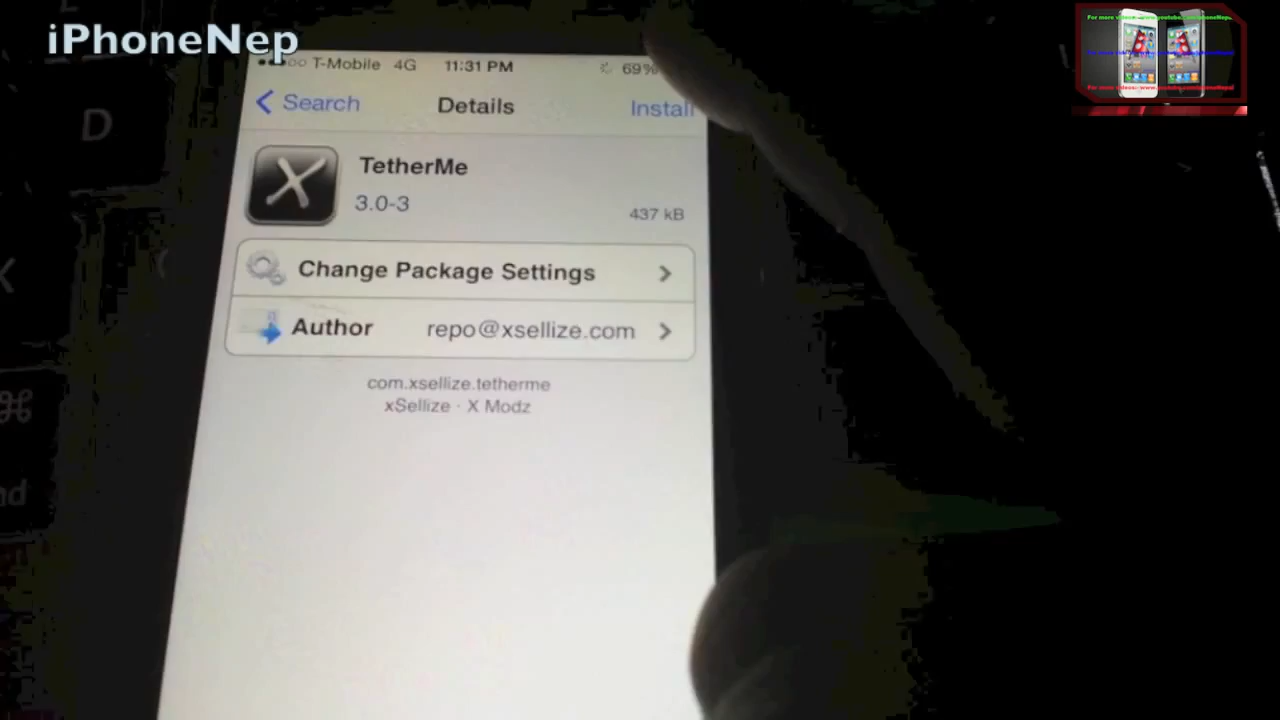 iPhoneNep
T-Mobile 4G 11:31 PM 69%
Search Details Install
TetherMe
3.0-3
437 kB
Change Package Settings
Author repo@xsellize.com
com.xsellize.tetherme
xSellize · X Modz
D
⌘